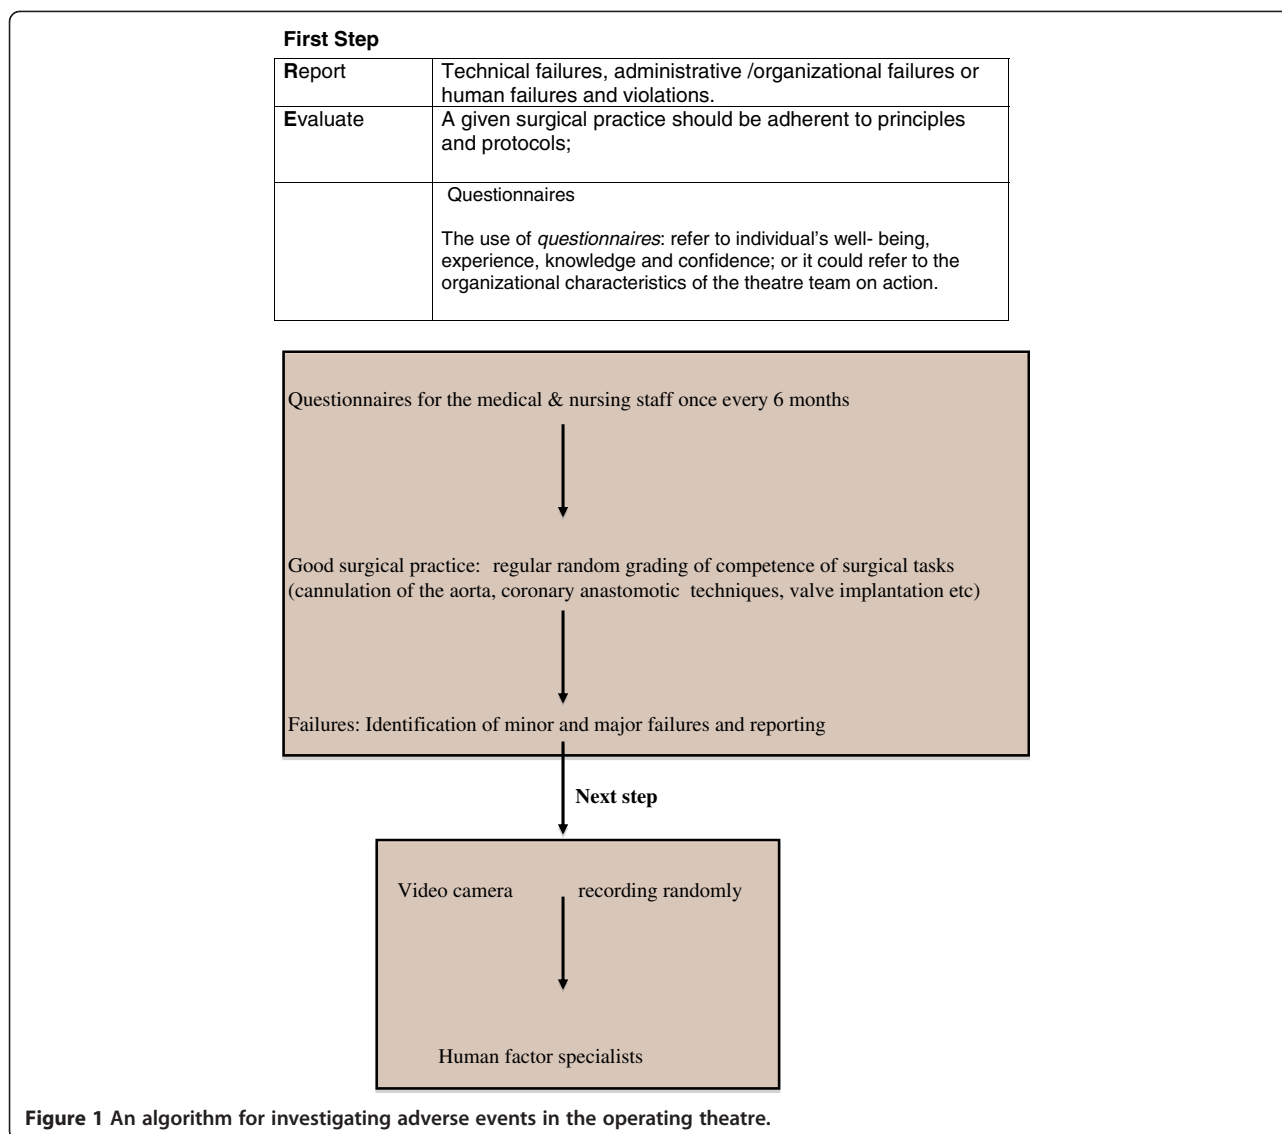 First Step
Report
Technical failures, administrative /organizational failures or
human failures and violations.
Evaluate
A given surgical practice should be adherent to principles
and protocols;
Questionnaires
The use of questionnaires: refer to individual's well- being,
experience, knowledge and confidence; or it could refer to the
organizational characteristics of the theatre team on action.
Questionnaires for the medical & nursing staff once every 6 months
Good surgical practice: regular random grading of competence of surgical tasks
(cannulation of the aorta, coronary anastomotic techniques, valve implantation etc)
Failures: Identification of minor and major failures and reporting
Next step
Video camera recording randomly
Human factor specialists
Figure 1 An algorithm for investigating adverse events in the operating theatre.